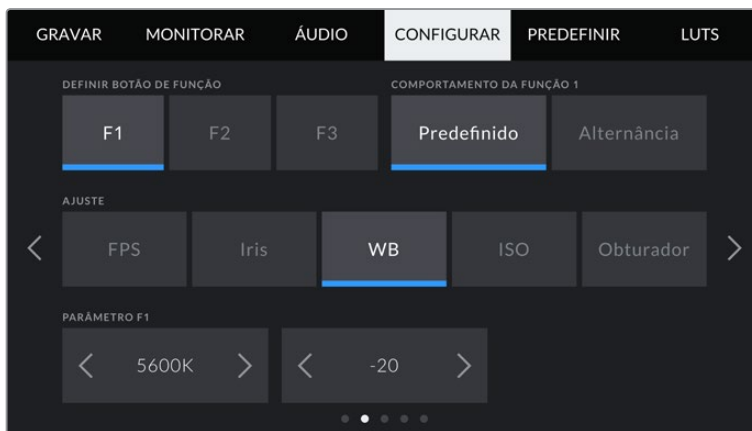 GRAVAR MONITORAR ÁUDIO CONFIGURAR PREDEFINIR LUTS
DEFINIR BOTÃO DE FUNÇÃO COMPORTAMENTO DA FUNÇÃO 1
F1 F2 F3 Predefinido Alternância
AJUSTE
FPS Iris WB ISO Obturador
PARÂMETRO F1
5600K -20